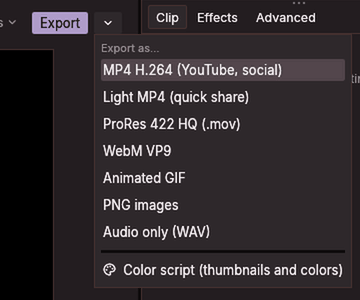 s
Export
Clip Effects Advanced
Export as...
MP4 H.264 (YouTube, social)
Light MP4 (quick share)
ProRes 422 HQ (.mov)
WebM VP9
Animated GIF
PNG images
Audio only (WAV)
Color script (thumbnails and colors)